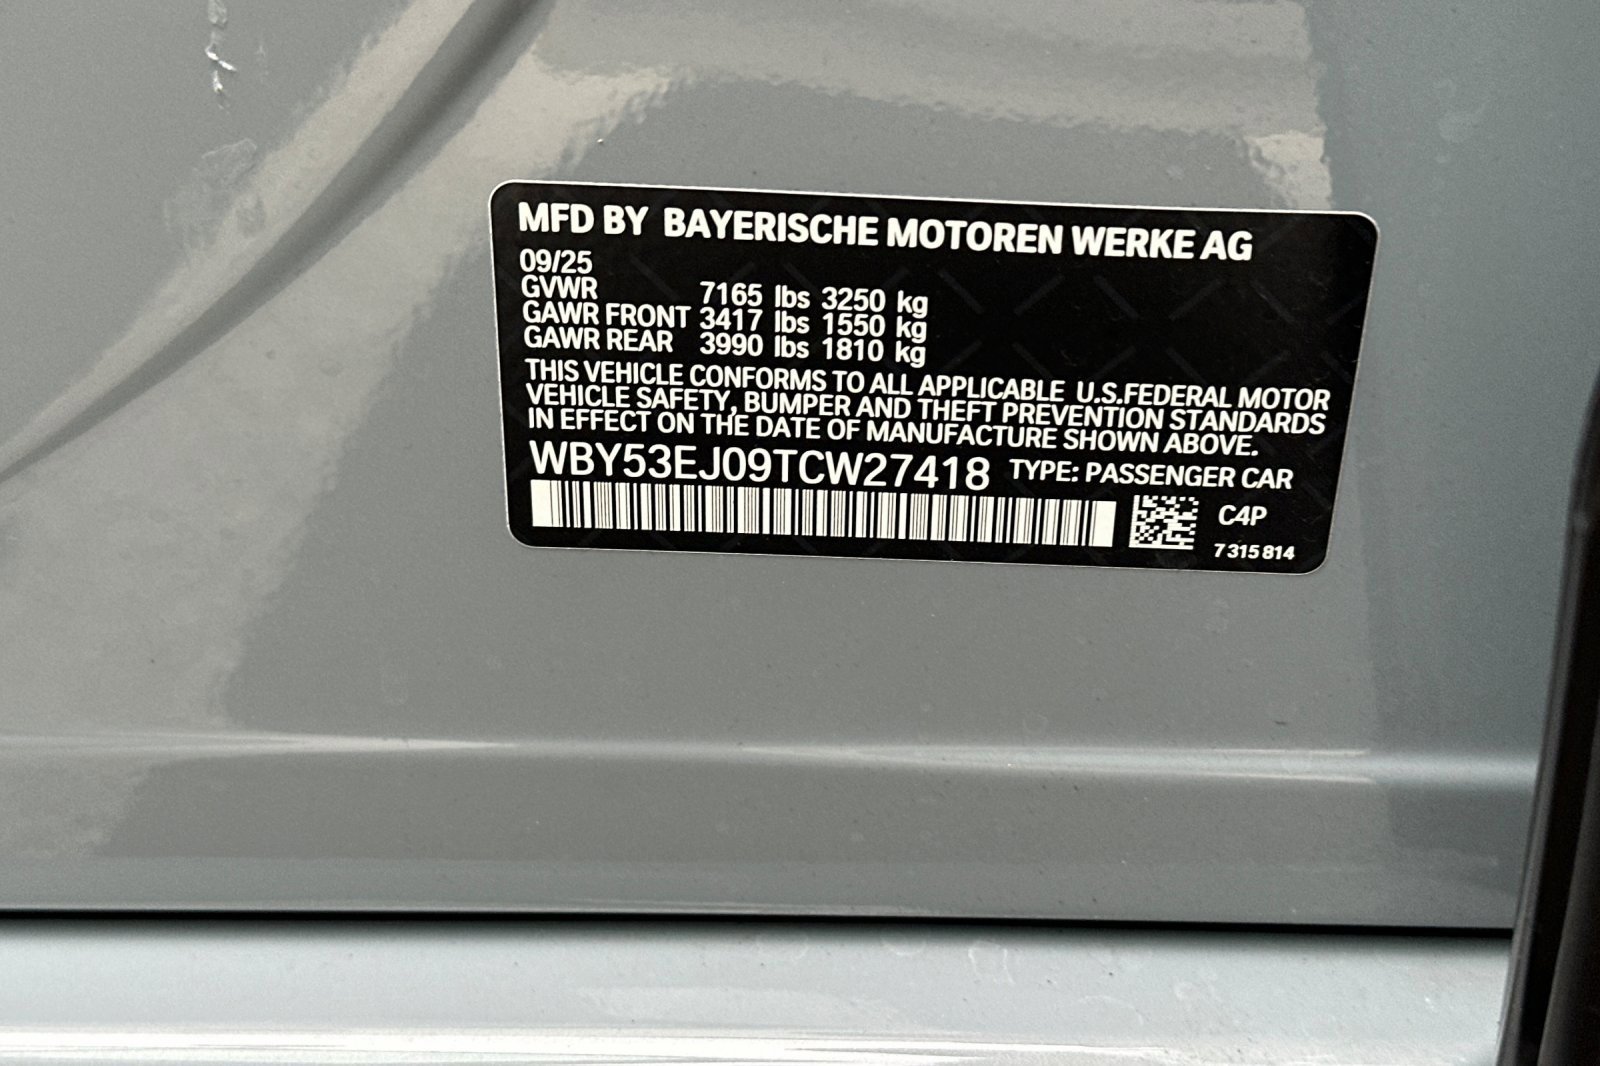 MFD BY BAYERISCHE MOTOREN WERKE AG
09/25
GVWR 7165 lbs 3250 kg
GAWR FRONT 3417 lbs 1550 kg
GAWR REAR 3990 lbs 1810 kg
THIS VEHICLE CONFORMS TO ALL APPLICABLE U.S.FEDERAL MOTOR
VEHICLE SAFETY, BUMPER AND THEFT PREVENTION STANDARDS
IN EFFECT ON THE DATE OF MANUFACTURE SHOWN ABOVE.
WBY53EJ09TCW27418 TYPE: PASSENGER CAR
C4P
7 315 814